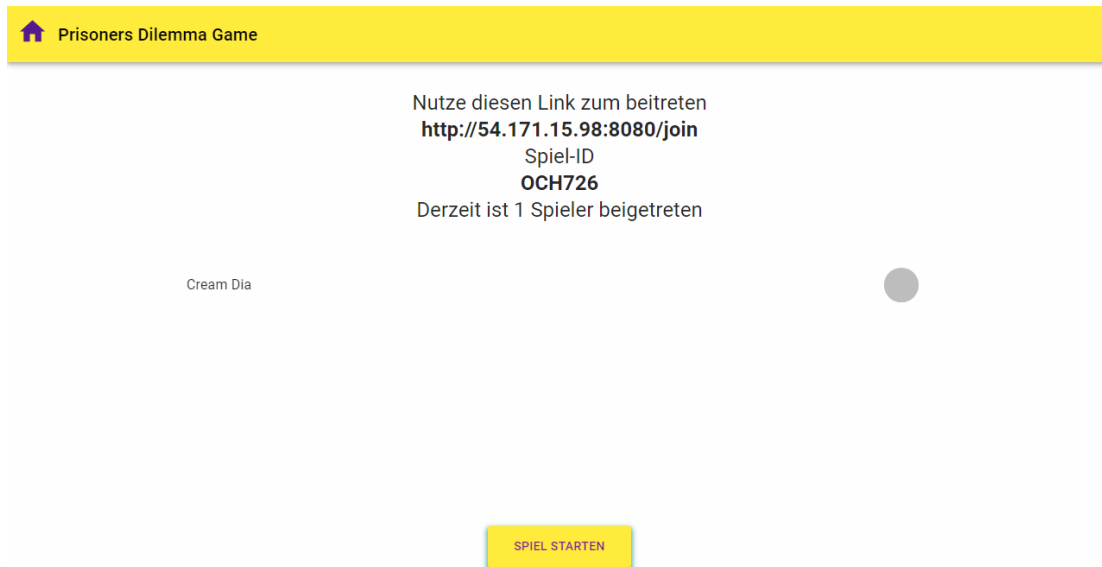 Prisoners Dilemma Game
Nutze diesen Link zum beitreten
http://54.171.15.98:8080/join
Spiel-ID
OCH726
Derzeit ist 1 Spieler beigetreten
Cream Dia
SPIEL STARTEN